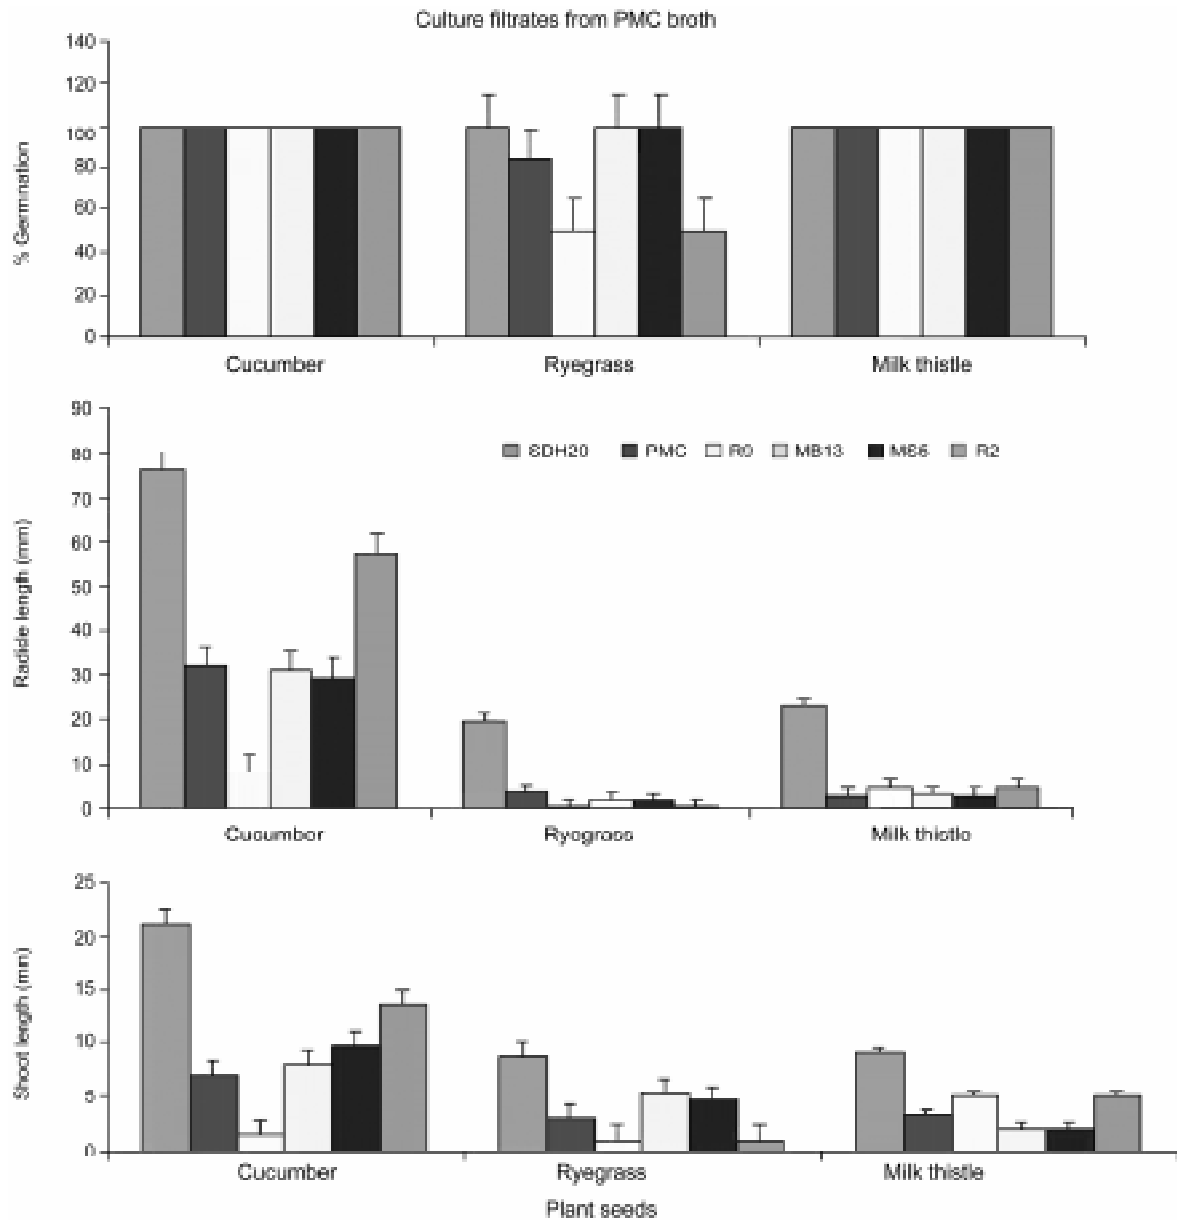 Culture filtrates from PMC broth
140
120
100
80
60
40
20
0
% Germination
Cucumber Ryegrass Milk thistle
90
80
70
60
50
40
30
20
10
0
Radicle length (mm)
SDH20 PMC R9 MB13 MS5 R2
Cucumber Ryegrass Milk thistle
25
20
15
10
5
0
Shoot length (mm)
Cucumber Ryegrass Milk thistle
Plant seeds